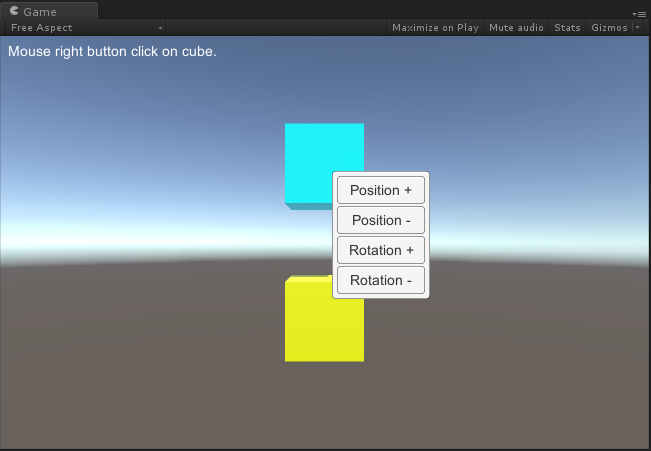 Game
Free Aspect
Maximize on Play
Mute audio
Stats
Gizmos
Mouse right button click on cube.
Position +
Position -
Rotation +
Rotation -